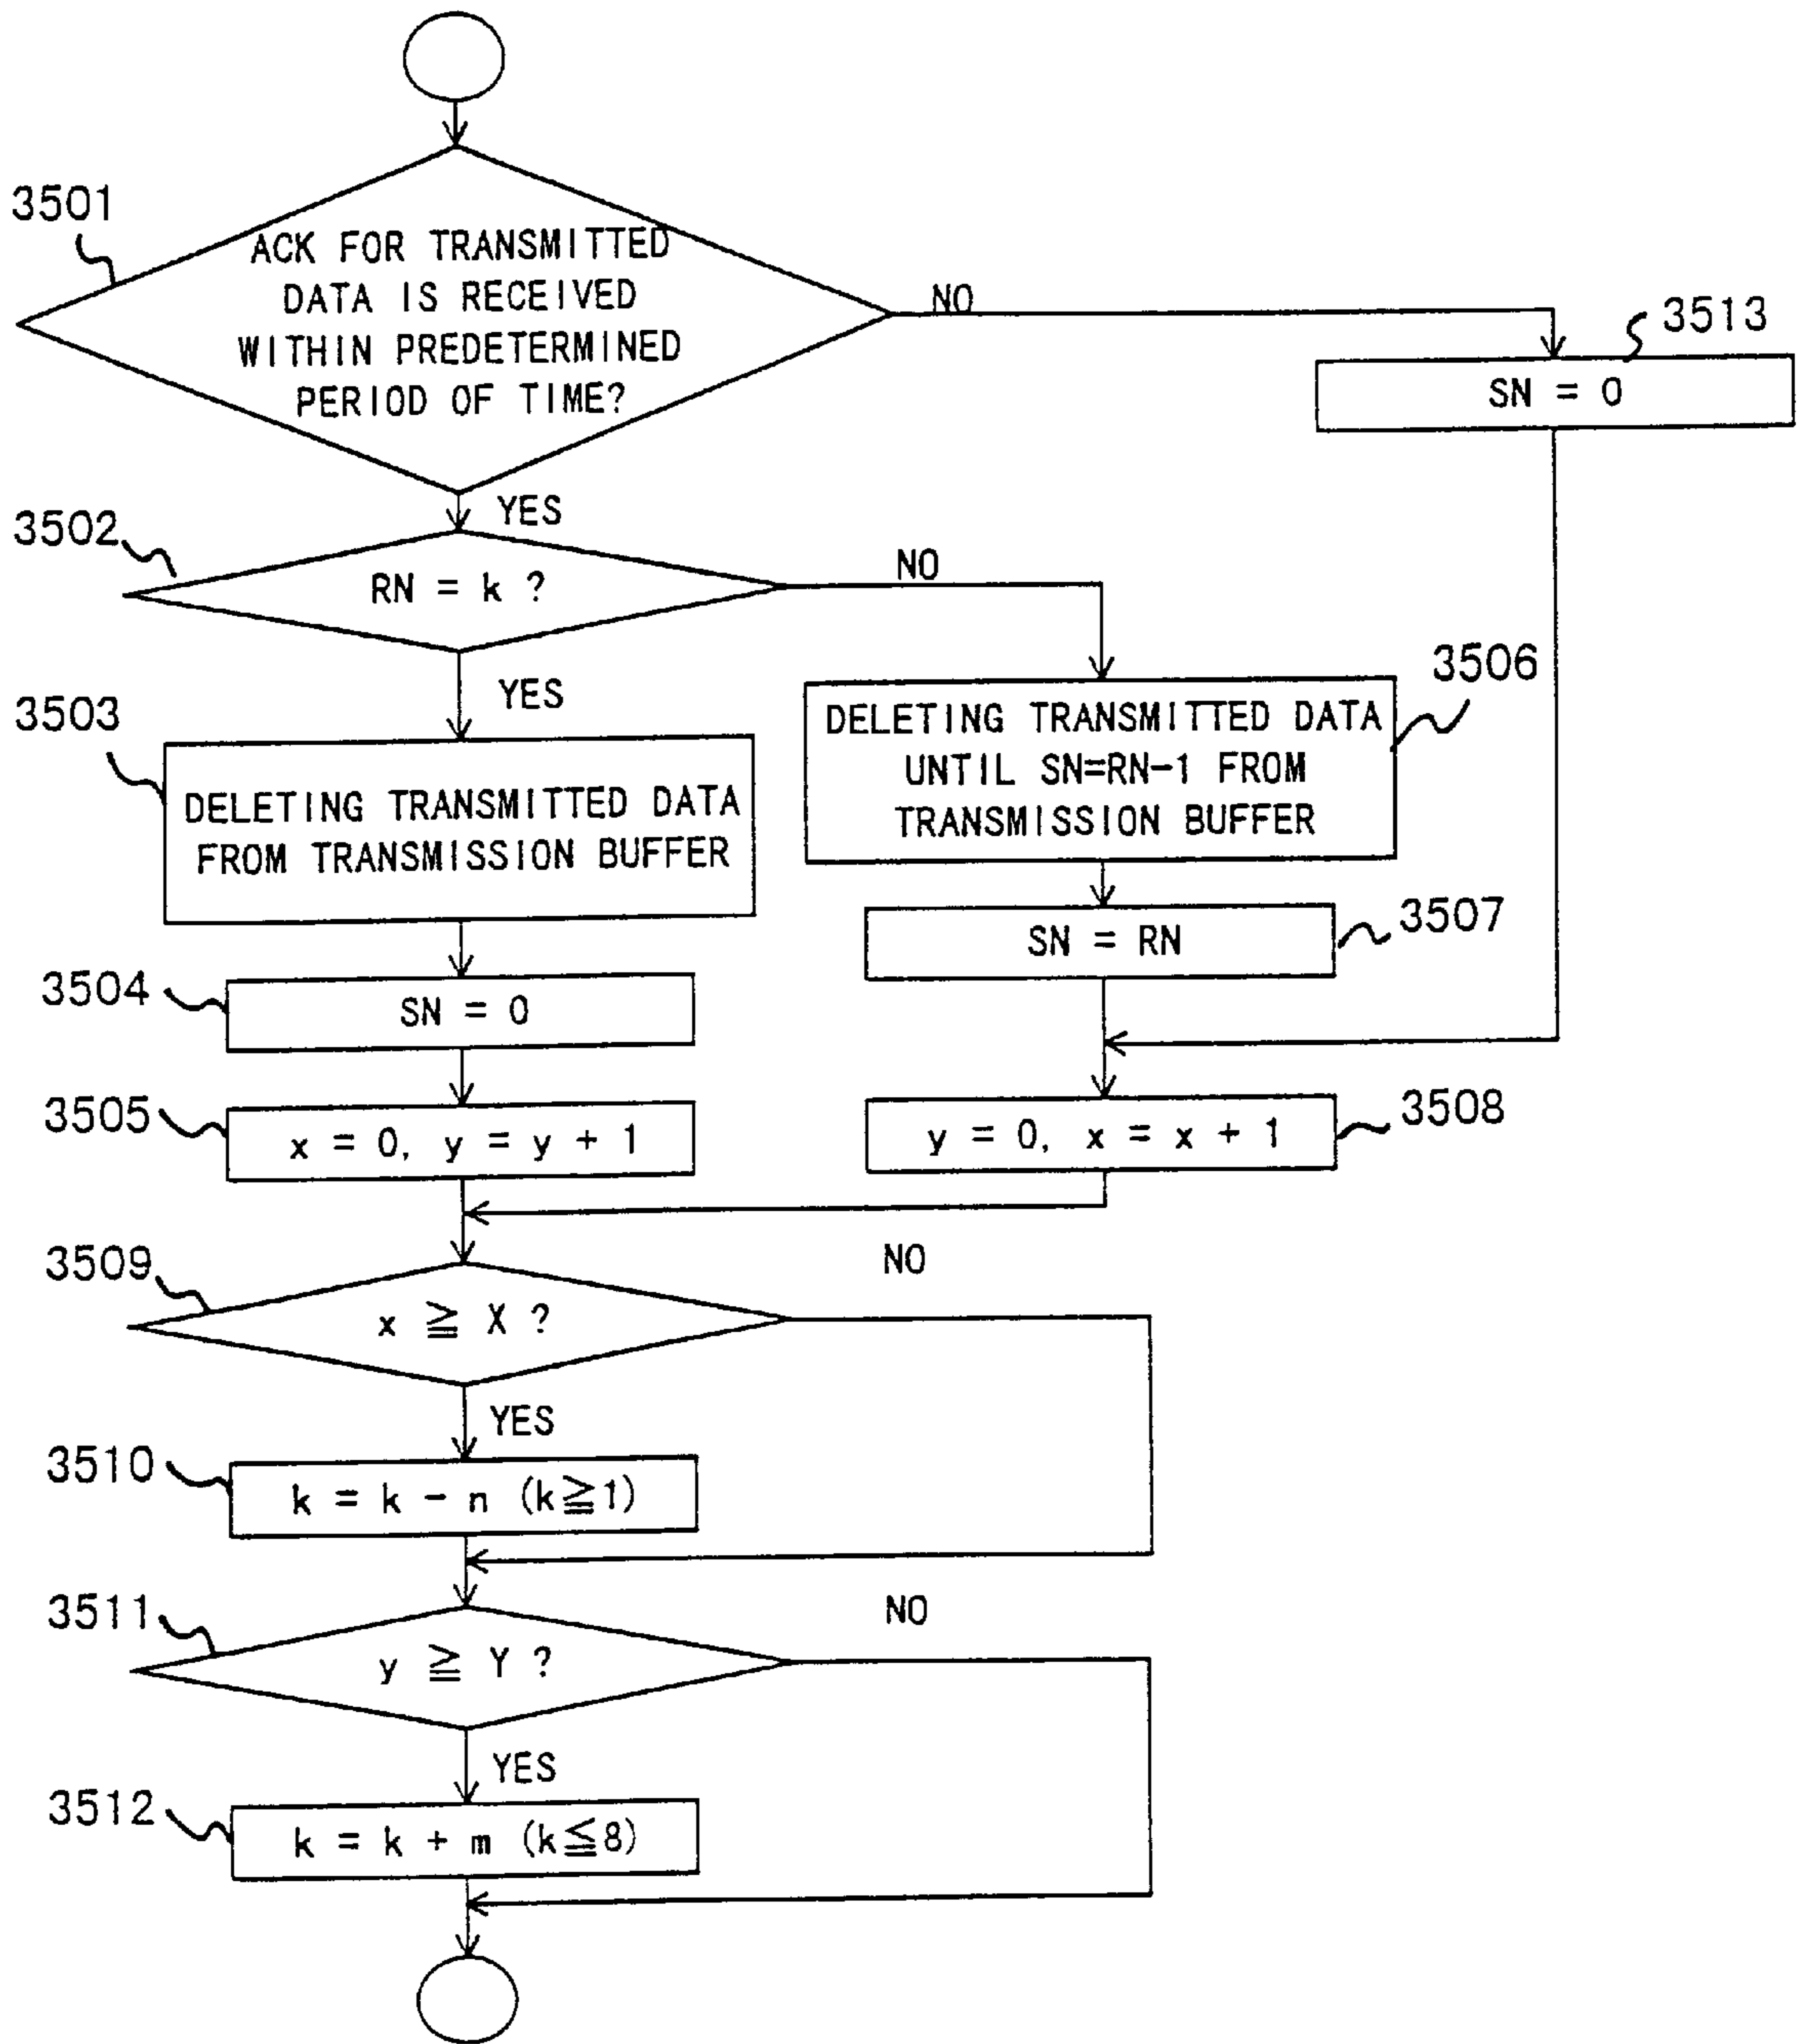 3501
ACK FOR TRANSMITTED
DATA IS RECEIVED
WITHIN PREDETERMINED
PERIOD OF TIME?
NO
3513
SN = 0
YES
3502
RN = k ?
NO
YES
3503
DELETING TRANSMITTED DATA
FROM TRANSMISSION BUFFER
3506
DELETING TRANSMITTED DATA
UNTIL SN=RN-1 FROM
TRANSMISSION BUFFER
3507
SN = RN
3504
SN = 0
3505
x = 0, y = y + 1
3508
y = 0, x = x + 1
3509
x ≧ X ?
NO
YES
3510
k = k - n (k≧1)
3511
y ≧ Y ?
NO
YES
3512
k = k + m (k≦8)